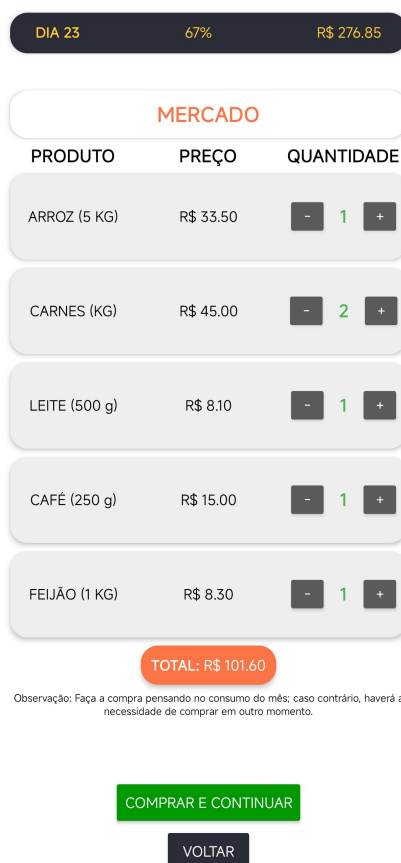 DIA 23 67% R$ 276.85
MERCADO
PRODUTO PREÇO QUANTIDADE
ARROZ (5 KG) R$ 33.50 - 1 +
CARNES (KG) R$ 45.00 - 2 +
LEITE (500 g) R$ 8.10 - 1 +
CAFÉ (250 g) R$ 15.00 - 1 +
FEIJÃO (1 KG) R$ 8.30 - 1 +
TOTAL: R$ 101.60
Observação: Faça a compra pensando no consumo do mês; caso contrário, haverá a
necessidade de comprar em outro momento.
COMPRAR E CONTINUAR
VOLTAR